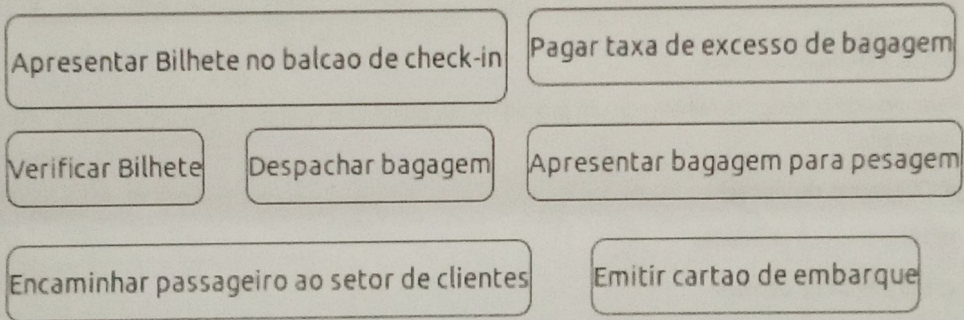 Apresentar Bilhete no balcao de check-in
Pagar taxa de excesso de bagagem
Verificar Bilhete
Despachar bagagem
Apresentar bagagem para pesagem
Encaminhar passageiro ao setor de clientes
Emitir cartao de embarque